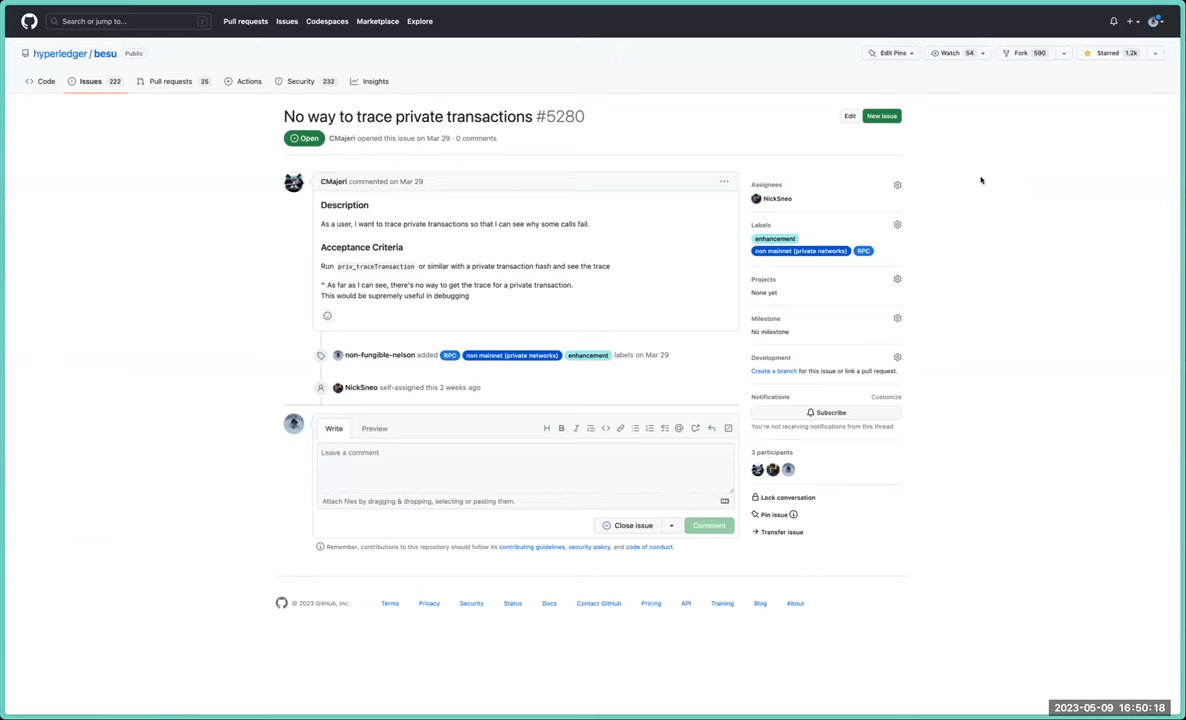 Search or jump to... /
Pull requests Issues Codespaces Marketplace Explore
hyperledger / besu Public
Edit Pins Watch 54 Fork 590 Starred 1.2k
Code Issues 222 Pull requests 25 Actions Security 232 Insights
No way to trace private transactions #5280
Edit New issue
Open CMajeri opened this issue on Mar 29 · 0 comments
CMajeri commented on Mar 29 ...
Description
As a user, I want to trace private transactions so that I can see why some calls fail.
Acceptance Criteria
Run priv_traceTransaction or similar with a private transaction hash and see the trace
^ As far as I can see, there's no way to get the trace for a private transaction.
This would be supremely useful in debugging
non-fungible-nelson added RPC non mainnet (private networks) enhancement labels on Mar 29
NickSneo self-assigned this 2 weeks ago
Write Preview
Leave a comment
Attach files by dragging & dropping, selecting or pasting them.
Close issue Comment
Remember, contributions to this repository should follow its contributing guidelines, security policy, and code of conduct.
Assignees
NickSneo
Labels
enhancement
non mainnet (private networks) RPC
Projects
None yet
Milestone
No milestone
Development
Create a branch for this issue or link a pull request.
Notifications Customize
Subscribe
You're not receiving notifications from this thread.
3 participants
Lock conversation
Pin issue
Transfer issue
© 2023 GitHub, Inc. Terms Privacy Security Status Docs Contact GitHub Pricing API Training Blog About
2023-05-09 16:50:18